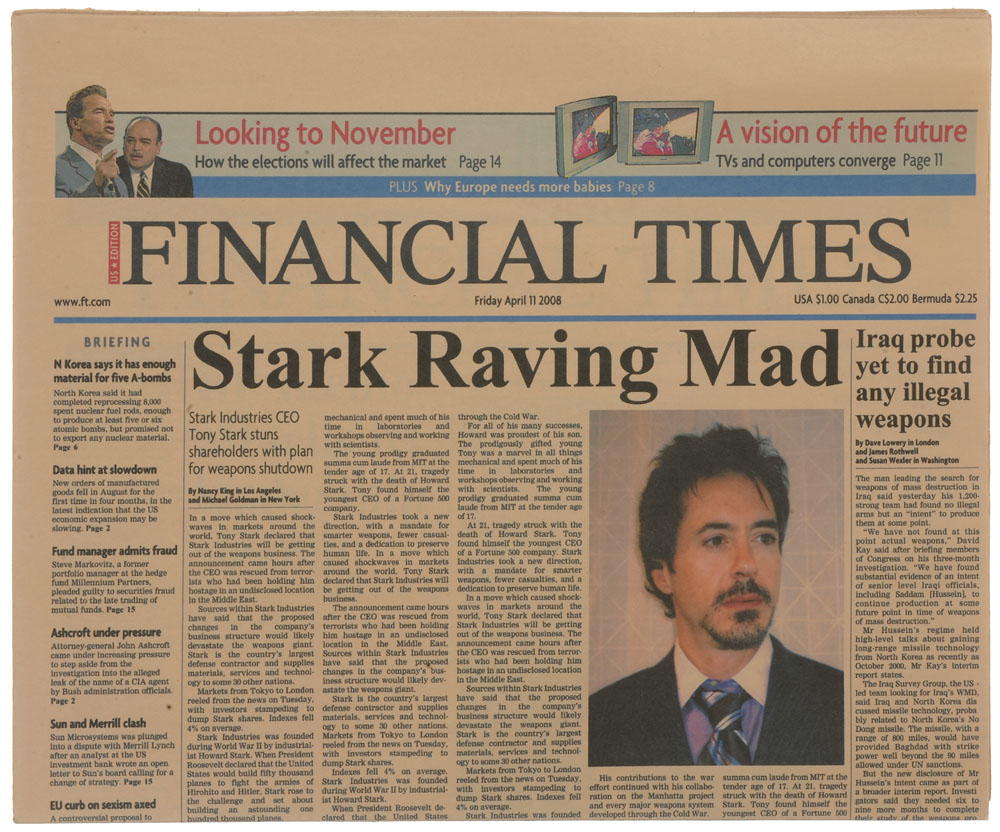 Looking to November
How the elections will affect the market Page 14
A vision of the future
TVs and computers converge Page 11
PLUS Why Europe needs more babies Page 8
US ★ EDITION
FINANCIAL TIMES
www.ft.com
Friday April 11 2008
USA $1.00 Canada C$2.00 Bermuda $2.25
BRIEFING
N Korea says it has enough
material for five A-bombs
North Korea said it had
completed reprocessing 8,000
spent nuclear fuel rods, enough
to produce at least five or six
atomic bombs, but promised not
to export any nuclear material.
Page 6
Data hint at slowdown
New orders of manufactured
goods fell in August for the
first time in four months, in the
latest indication that the US
economic expansion may be
slowing. Page 2
Fund manager admits fraud
Steve Markovitz, a former
portfolio manager at the hedge
fund Millennium Partners,
pleaded guilty to securities fraud
related to the late trading of
mutual funds. Page 15
Ashcroft under pressure
Attorney-general John Ashcroft
came under increasing pressure
to step aside from the
investigation into the alleged
leak of the name of a CIA agent
by Bush administration officials.
Page 2
Sun and Merrill clash
Sun Microsystems was plunged
into a dispute with Merrill Lynch
after an analyst at the US
investment bank wrote an open
letter to Sun's board calling for a
change of strategy. Page 15
EU curb on sexism axed
A controversial proposal to
Stark Raving Mad
Stark Industries CEO
Tony Stark stuns
shareholders with plan
for weapons shutdown
By Nancy King in Los Angeles
and Michael Goldman in New York
In a move which caused shock-
waves in markets around the
world, Tony Stark declared that
Stark Industries will be getting
out of the weapons business. The
announcement came hours after
the CEO was rescued from terror-
ists who had been holding him
hostage in an undisclosed location
in the Middle East.
Sources within Stark Industries
have said that the proposed
changes in the company's
business structure would likely
devastate the weapons giant.
Stark is the country's largest
defense contractor and supplies
materials, services and technol-
ogy to some 30 other nations.
Markets from Tokyo to London
reeled from the news on Tuesday,
with investors stampeding to
dump Stark shares. Indexes fell
4% on average.
Stark Industries was founded
during World War II by industrial-
ist Howard Stark. When President
Roosevelt declared that the United
States would build fifty thousand
planes to fight the armies of
Hirohito and Hitler, Stark rose to
the challenge and set about
building an astounding one
hundred thousand planes.
mechanical and spent much of his
time in laboratories and
workshops observing and working
with scientists.
The young prodigy graduated
summa cum laude from MIT at the
tender age of 17. At 21, tragedy
struck with the death of Howard
Stark. Tony found himself the
youngest CEO of a Fortune 500
company.
Stark Industries took a new
direction, with a mandate for
smarter weapons, fewer casual-
ties, and a dedication to preserve
human life. In a move which
caused shockwaves in markets
around the world, Tony Stark
declared that Stark Industries will
be getting out of the weapons
business.
The announcement came hours
after the CEO was rescued from
terrorists who had been holding
him hostage in an undisclosed
location in the Middle East.
Sources within Stark Industries
have said that the proposed
changes in the company's bus-
iness structure would likely dev-
astate the weapons giant.
Stark is the country's largest
defense contractor and supplies
materials, services and technol-
ogy to some 30 other nations.
Markets from Tokyo to London
reeled from the news on Tuesday,
with investors stampeding to
dump Stark shares.
Indexes fell 4% on average.
Stark Industries was founded
during World War II by industrial-
ist Howard Stark.
When President Roosevelt de-
clared that the United States
through the Cold War.
For all of his many successes,
Howard was proudest of his son.
The prodigiously gifted young
Tony was a marvel in all things
mechanical and spent much of his
time in laboratories and
workshops observing and working
with scientists. The young
prodigy graduated summa cum
laude from MIT at the tender age
of 17.
At 21, tragedy struck with the
death of Howard Stark. Tony
found himself the youngest CEO
of a Fortune 500 company. Stark
Industries took a new direction,
with a mandate for smarter
weapons, fewer casualties, and a
dedication to preserve human life.
In a move which caused shock-
waves in markets around the
world, Tony Stark declared that
Stark Industries will be getting
out of the weapons business. The
announcement came hours after
the CEO was rescued from terror-
ists who had been holding him
hostage in an undisclosed location
in the Middle East.
Sources within Stark Industries
have said that the proposed
changes in the company's
business structure would likely
devastate the weapons giant.
Stark is the country's largest
defense contractor and supplies
materials, services and technol-
ogy to some 30 other nations.
Markets from Tokyo to London
reeled from the news on Tuesday,
with investors stampeding to
dump Stark shares. Indexes fell
4% on average.
Stark Industries was founded
His contributions to the war
effort continued with his collabo-
ration on the Manhatta project
and every major weapons system
developed through the Cold War.
summa cum laude from MIT at the
tender age of 17. At 21, tragedy
struck with the death of Howard
Stark. Tony found himself the
youngest CEO of a Fortune 500
Iraq probe
yet to find
any illegal
weapons
By Dave Lowery in London
and James Rothwell
and Susan Wexler in Washington
The man leading the search for
weapons of mass destruction in
Iraq said yesterday his 1,200-
strong team had found no illegal
arms but an "intent" to produce
them at some point.
"We have not found at this
point actual weapons," David
Kay said after briefing members
of Congress on his three-month
investigation. "We have found
substantial evidence of an intent
of senior level Iraqi officials,
including Saddam [Hussein], to
continue production at some
future point in time of weapons
of mass destruction."
Mr Hussein's regime held
high-level talks about gaining
long-range missile technology
from North Korea as recently as
October 2000, Mr Kay's interim
report states.
The Iraq Survey Group, the US -
led team looking for Iraq's WMD,
said Iraq and North Korea dis
cussed missile technology, proba
bly related to North Korea's No
Dong missile. The missile, with a
range of 800 miles, would have
provided Baghdad with strike
power well beyond the 90 miles
allowed under UN sanctions.
But the new disclosure of Mr
Hussein's intent came as part of
a broader interim report. Investi
gators said they needed six to
nine more months to complete
their study of the weapons pro